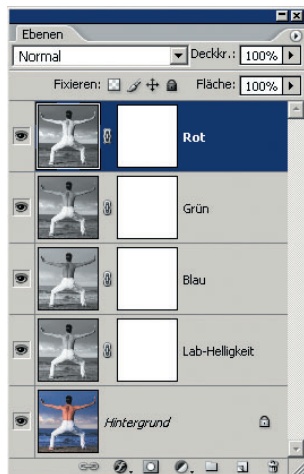 Ebenen
Normal Deckkr.: 100%
Fixieren: Fläche: 100%
Rot
Grün
Blau
Lab-Helligkeit
Hintergrund